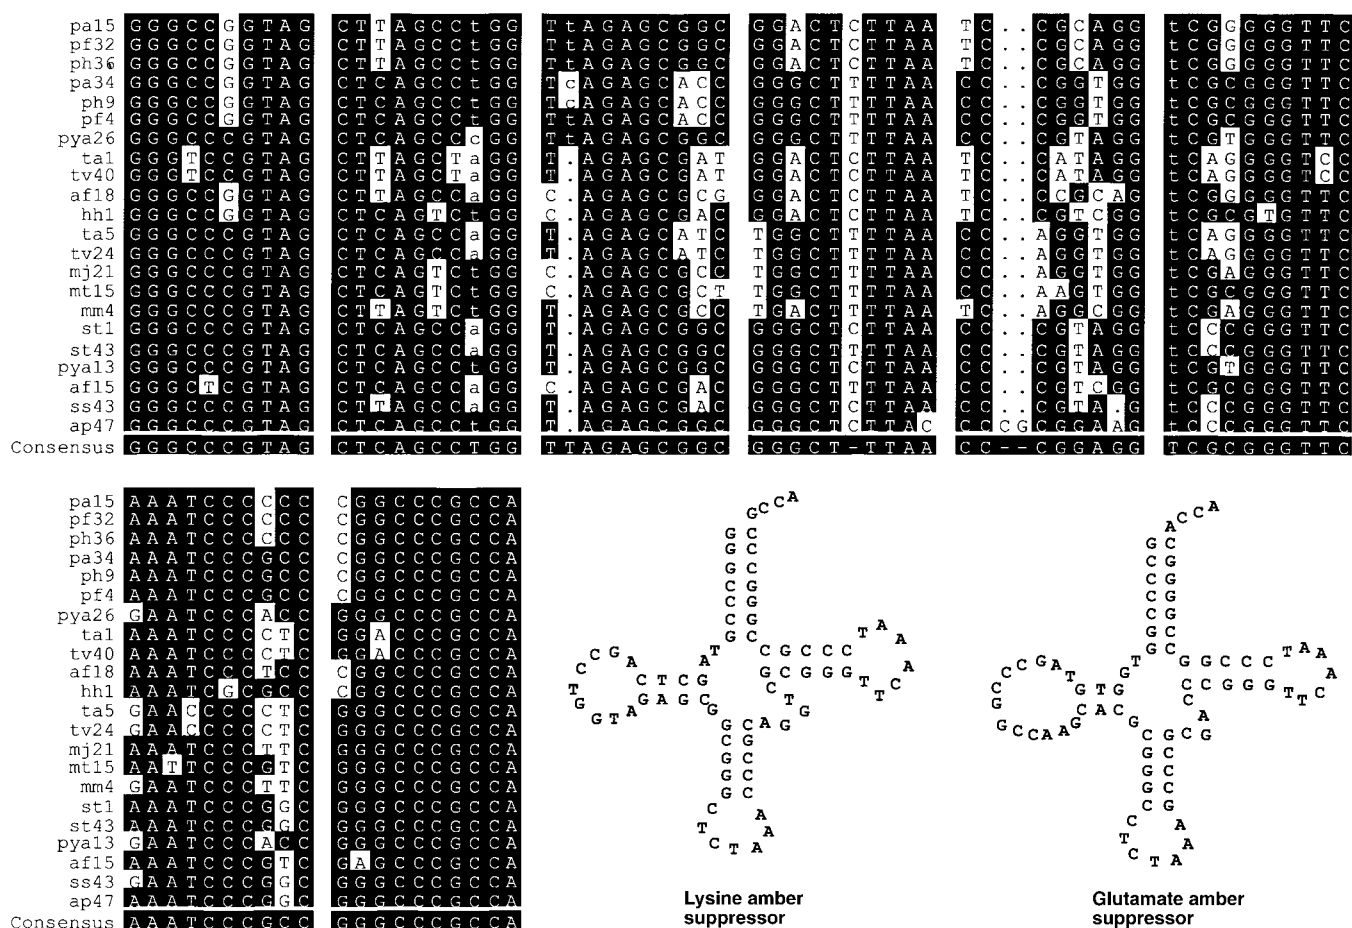 pa15 GGGCCGGTAG CTTAGCCtGG TtAGAGCGGC GGACTCTTAA TC..CGCAGG tCGGGGGTTC
pf32 GGGCCGGTAG CTTAGCCtGG TtAGAGCGGC GGACTCTTAA TC..CGCAGG tCGGGGGTTC
ph36 GGGCCGGTAG CTTAGCCtGG TtAGAGCGGC GGACTCTTAA TC..CGCAGG tCGGGGGTTC
pa34 GGGCCGGTAG CTCAGCCtGG TcAGAGCACC GGGCTTTTAA CC..CGGTGG tCGCGGGTTC
ph9 GGGCCGGTAG CTCAGCCtGG TcAGAGCACC GGGCTTTTAA CC..CGGTGG tCGCGGGTTC
pf4 GGGCCGGTAG CTCAGCCtGG TcAGAGCACC GGGCTTTTAA CC..CGGTGG tCGCGGGTTC
pya26 GGGCCCGTAG CTCAGCCcGG TtAGAGCGGC GGGCTTTTAA CC..CGTAGG tCGTGGGTTC
ta1 GGGTCCGTAG CTTAGCTaGG T.AGAGCGAT GGACTCTTAA TC..CATAGG tCAGGGGTCC
tv40 GGGTCCGTAG CTTAGCTaGG T.AGAGCGAT GGACTCTTAA TC..CATAGG tCAGGGGTCC
af18 GGGCCGGTAG CTTAGCCaGG C.AGAGCGCG GGACTCTTAA TC..CCGCAG tCGGGGGTTC
hh1 GGGCCGGTAG CTCAGTCtGG C.AGAGCGAC GGACTCTTAA TC..CGTCGG tCGCGTGTTC
ta5 GGGCCCGTAG CTCAGCCaGG T.AGAGCATC TGGCTTTTAA CC..AGGTGG tCAGGGGTTC
tv24 GGGCCCGTAG CTCAGCCaGG T.AGAGCATC TGGCTTTTAA CC..AGGTGG tCAGGGGTTC
mj21 GGGCCCGTAG CTCAGTCtGG C.AGAGCGCC TGGCTTTTAA CC..AGGTGG tCGAGGGTTC
mt15 GGGCCCGTAG CTCAGTCtGG C.AGAGCGCT TGGCTTTTAA CC..AAGTGG tCGCGGGTTC
mm4 GGGCCCGTAG CTTAGTCtGG T.AGAGCGCC TGACTTTTAA TC..AGGCGG tCGAGGGTTC
st1 GGGCCCGTAG CTCAGCCaGG T.AGAGCGGC GGGCTCTTAA CC..CGTAGG tCCCGGGTTC
st43 GGGCCCGTAG CTCAGCCaGG T.AGAGCGGC GGGCTCTTAA CC..CGTAGG tCCCGGGTTC
pya13 GGGCCCGTAG CTCAGCCtGG T.AGAGCGGC GGGCTCTTAA CC..CGTAGG tCGTGGGTTC
af15 GGGCTCGTAG CTCAGCCaGG C.AGAGCGAC GGGCTTTTAA CC..CGTCGG tCGCGGGTTC
ss43 GGGCCCGTAG CTTAGCCaGG T.AGAGCGAC GGGCTCTTAA CC..CGTA.G tCCCGGGTTC
ap47 GGGCCCGTAG CTCAGCCtGG T.AGAGCGGC GGGCTCTTAC CCCGCGGAAG tCCCGGGTTC
Consensus GGGCCCGTAG CTCAGCCtGG TTAGAGCGGC GGGCT-TTAA CC--CGGAGG tCGCGGGTTC
pa15 AAATCCCCCC CGGCCCGCCA
pf32 AAATCCCCCC CGGCCCGCCA
ph36 AAATCCCCCC CGGCCCGCCA
pa34 AAATCCCGCC CGGCCCGCCA
ph9 AAATCCCGCC CGGCCCGCCA
pf4 AAATCCCGCC CGGCCCGCCA
pya26 GAATCCCACC GGGCCCGCCA
ta1 AAATCCCCTC GGACCCGCCA
tv40 AAATCCCCTC GGACCCGCCA
af18 AAATCCCTCC CGGCCCGCCA
hh1 AAATCGCGCC CGGCCCGCCA
ta5 GAACCCCCTC GGGCCCGCCA
tv24 GAACCCCCTC GGGCCCGCCA
mj21 AAATCCCTTC GGGCCCGCCA
mt15 AATTCCCGTC GGGCCCGCCA
mm4 GAATCCCTTC GGGCCCGCCA
st1 AAATCCCGGC GGGCCCGCCA
st43 AAATCCCGGC GGGCCCGCCA
pya13 GAATCCCACC GGGCCCGCCA
af15 AAATCCCGTC GAGCCCGCCA
ss43 GAATCCCGGC GGGCCCGCCA
ap47 AAATCCCGGC GGGCCCGCCA
Consensus AAATCCCGCC GGGCCCGCCA
Lysine amber
suppressor
Glutamate amber
suppressor